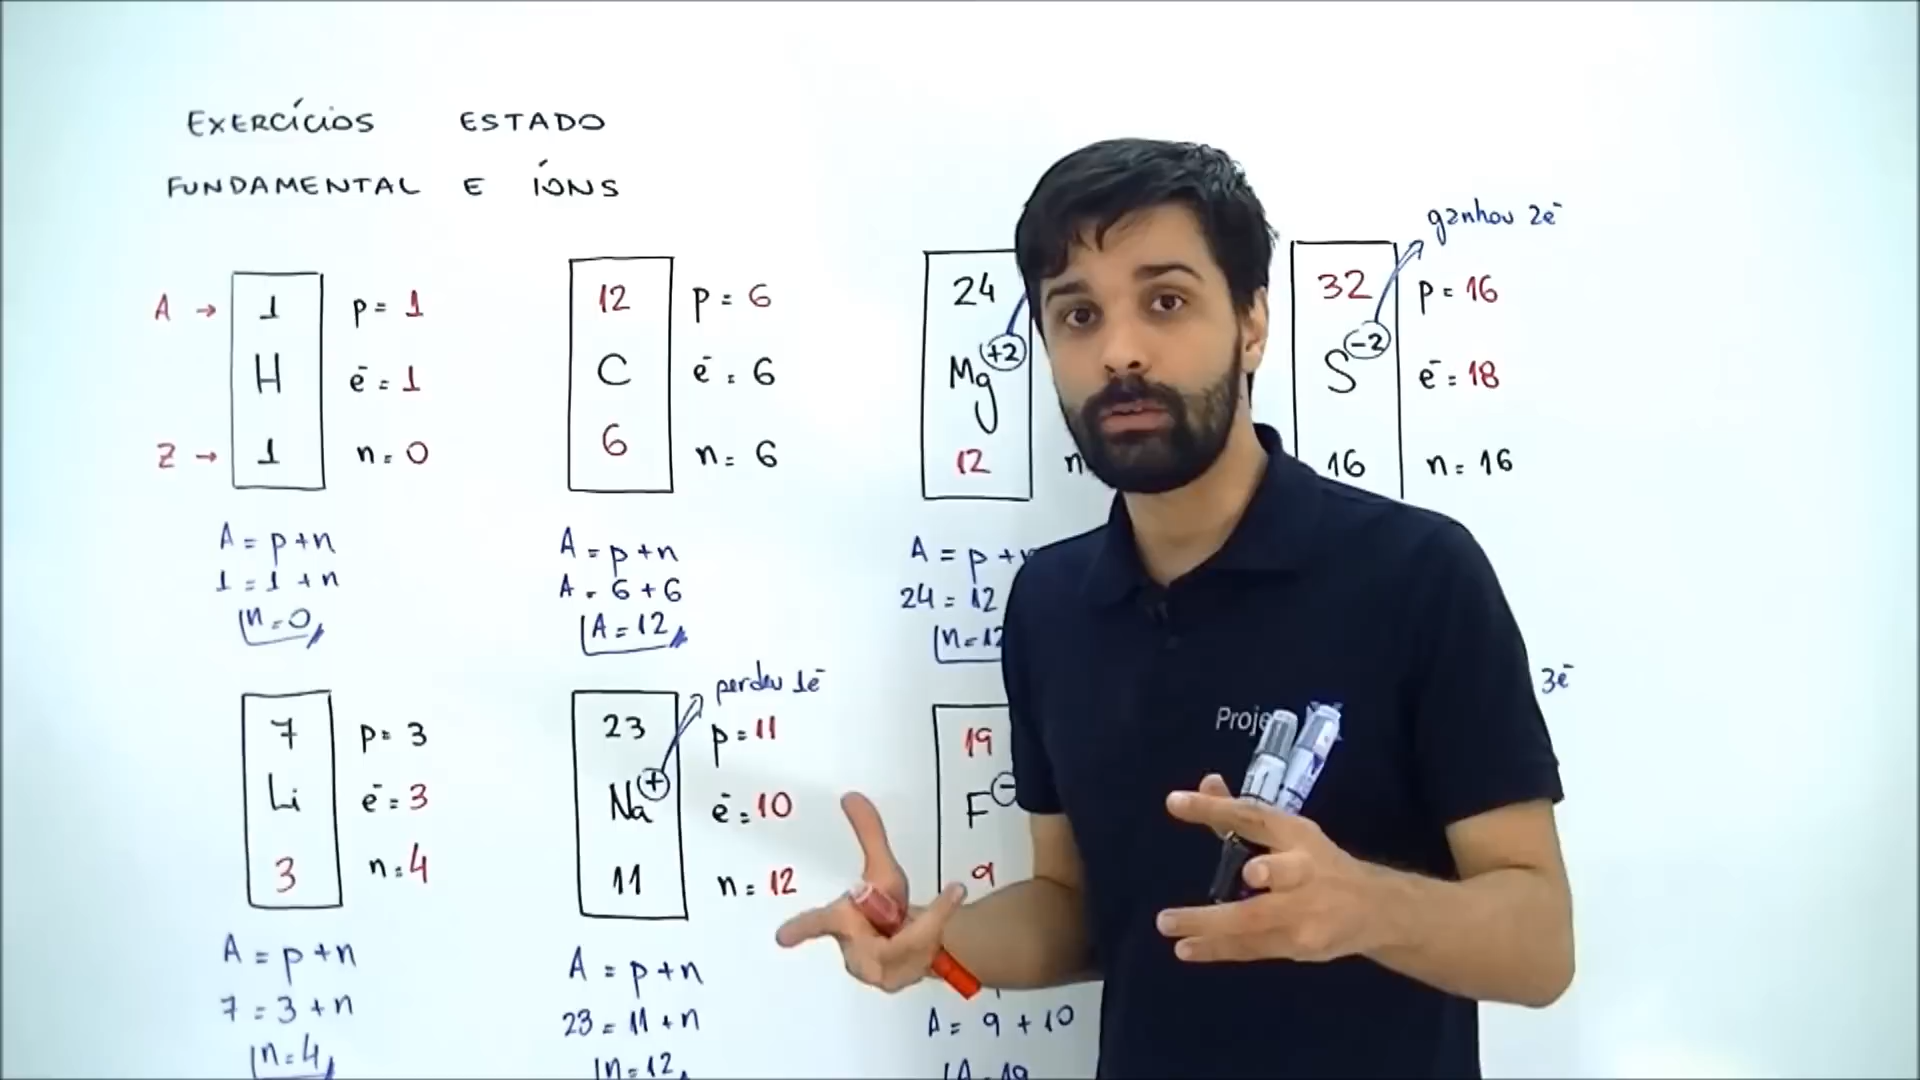 EXERCÍCIOS ESTADO
FUNDAMENTAL E ÍONS
A → 1 p = 1
H e⁻ = 1
Z → 1 n = 0
A = p + n
1 = 1 + n
n = 0
12 p = 6
C e⁻ = 6
6 n = 6
A = p + n
A = 6 + 6
A = 12
24
Mg +2
12 n
A = p +
24 = 12
n = 12
ganhou 2e⁻
32 p = 16
S -2 e⁻ = 18
16 n = 16
7 p = 3
Li e⁻ = 3
3 n = 4
A = p + n
7 = 3 + n
n = 4
perdeu 1e⁻
23 p = 11
Na + e⁻ = 10
11 n = 12
A = p + n
23 = 11 + n
n = 12
19
F -
9
A = 9 + 10
A = 19
3e⁻
Proje